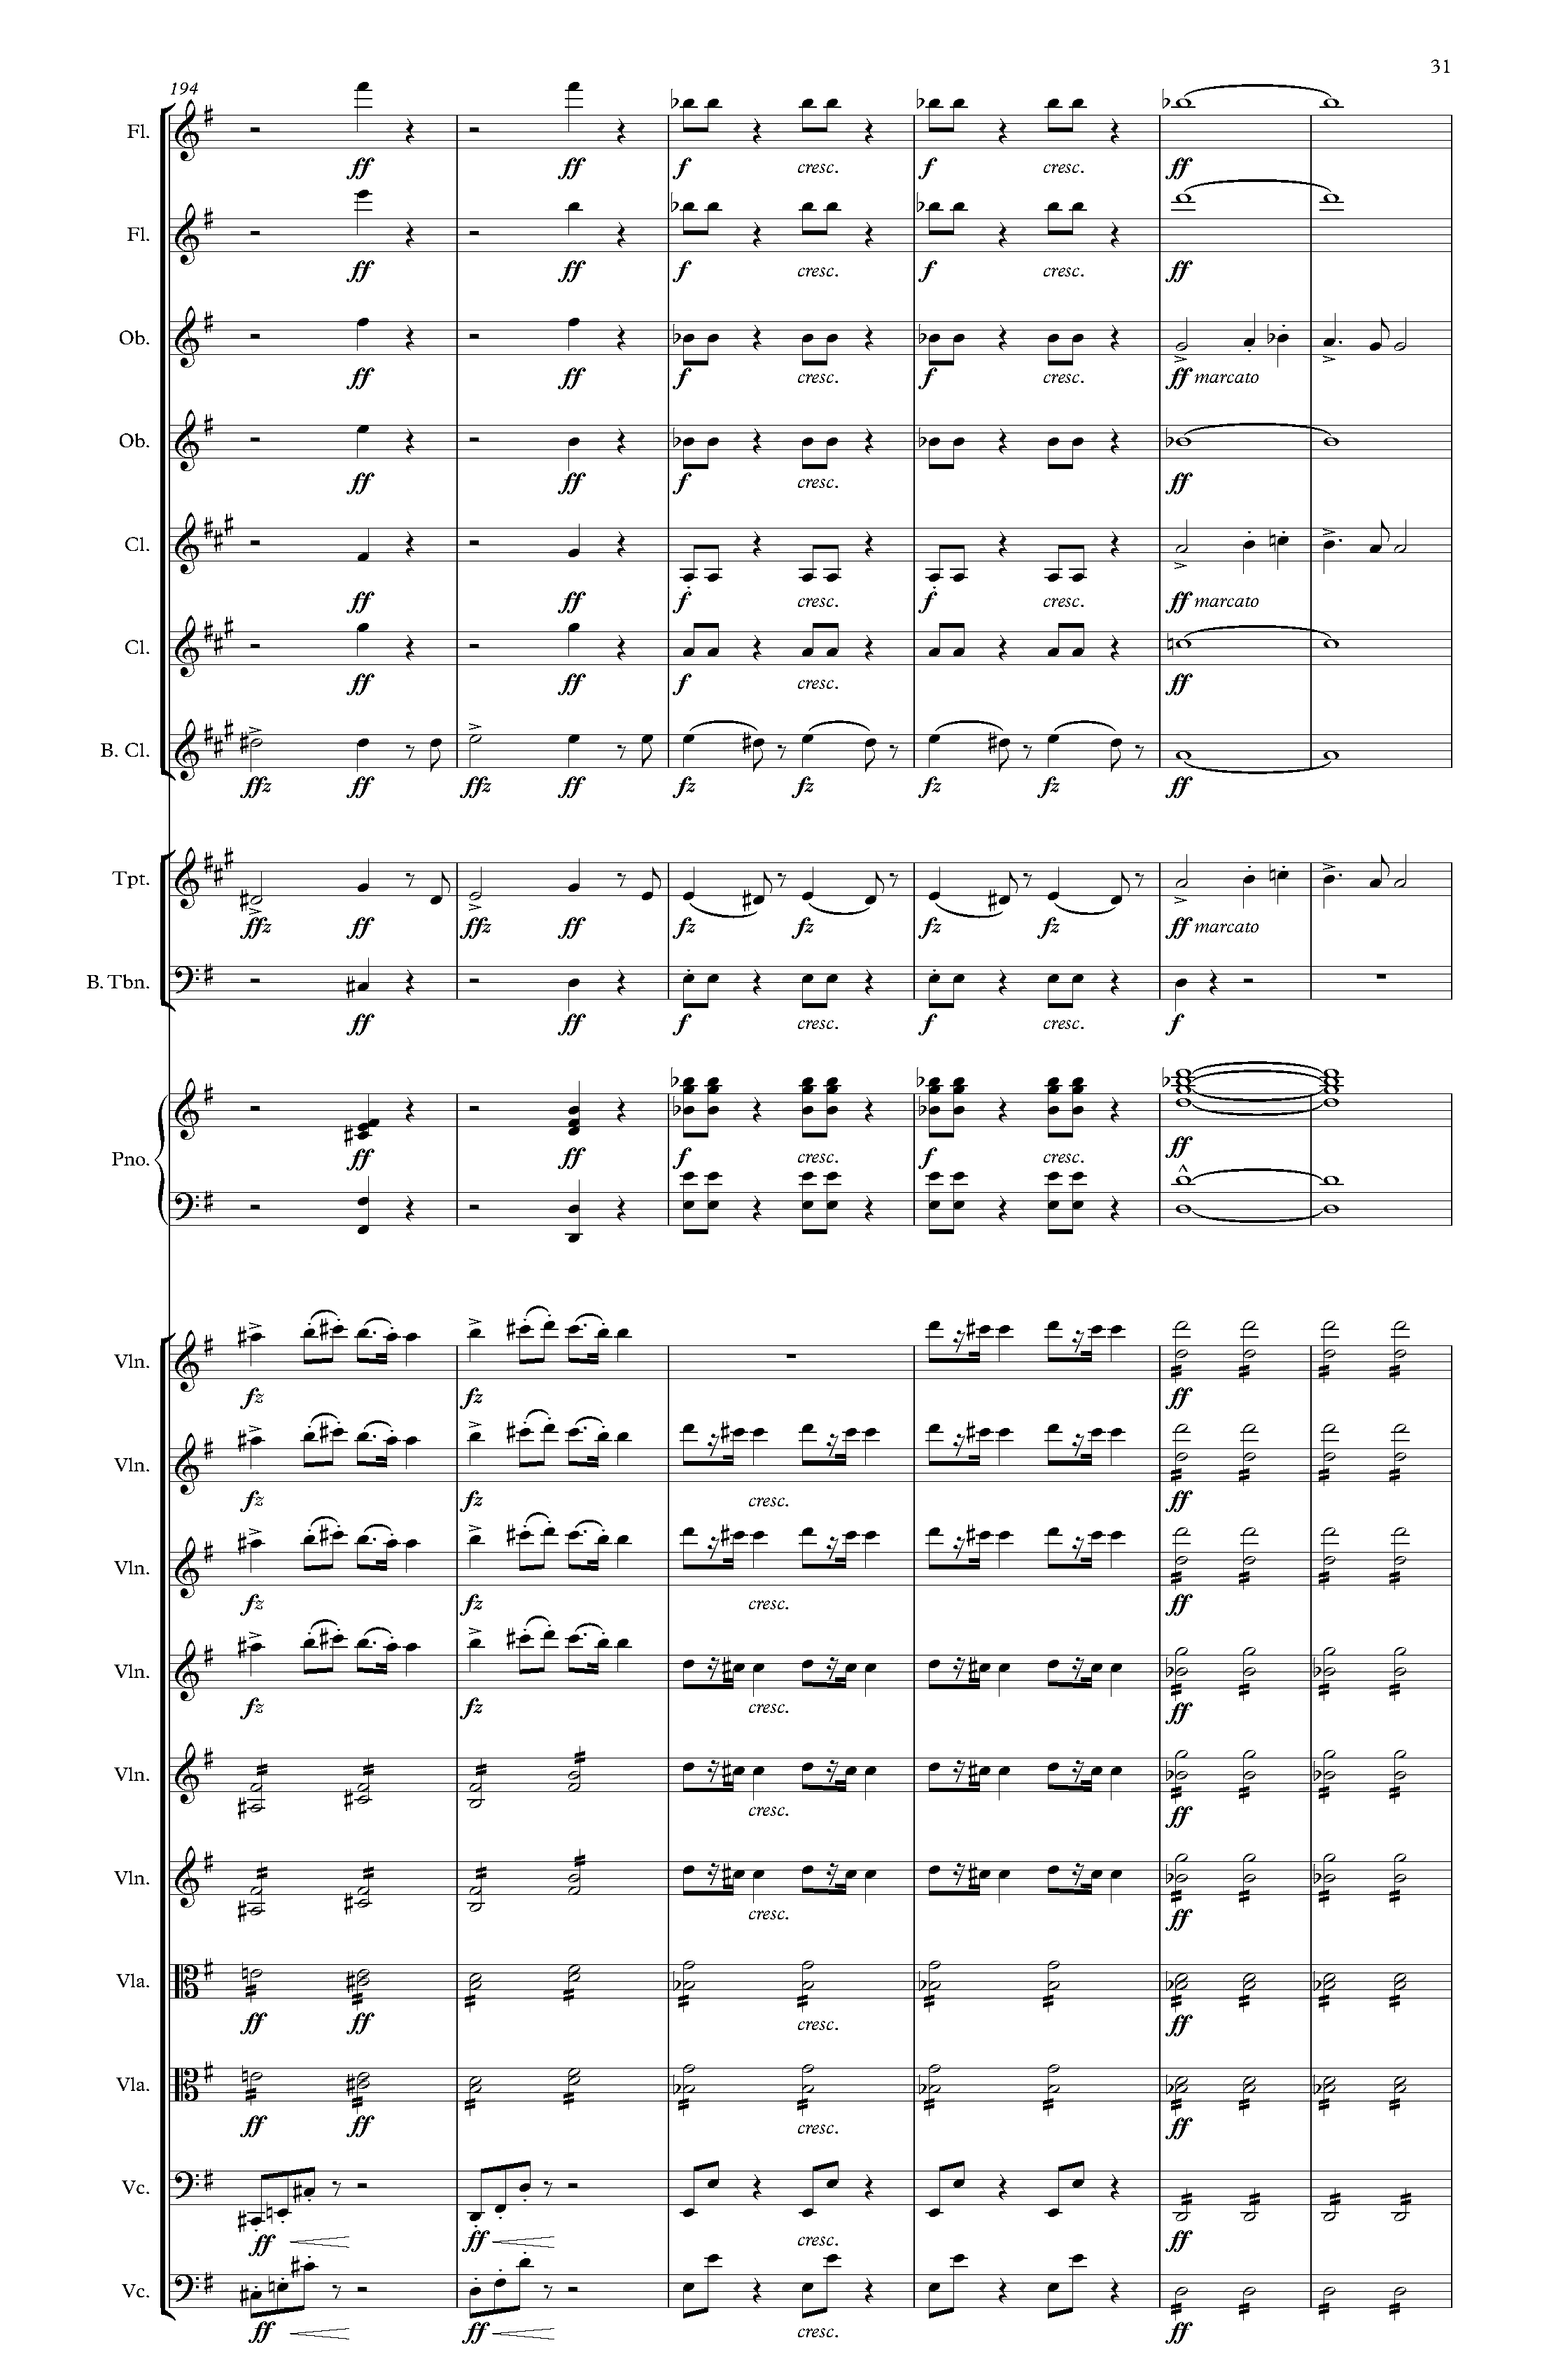 31
194
Fl.
ff ff f cresc. f cresc. ff
Fl.
ff ff f cresc. f cresc. ff
Ob.
ff ff f cresc. f cresc. ff marcato
Ob.
ff ff f cresc. ff
Cl.
ff ff f cresc. f cresc. ff marcato
Cl.
ff ff f cresc. ff
B. Cl.
ffz ff ffz ff fz fz fz fz ff
Tpt.
ffz ff ffz ff fz fz fz fz ff marcato
B. Tbn.
ff ff f cresc. f cresc. f
Pno.
ff ff f cresc. f cresc. ff
Vln.
fz fz ff
Vln.
fz fz cresc. ff
Vln.
fz fz cresc. ff
Vln.
fz fz cresc. ff
Vln.
cresc. ff
Vln.
cresc. ff
Vla.
ff ff cresc. ff
Vla.
ff ff cresc. ff
Vc.
ff ff cresc. ff
Vc.
ff ff cresc. ff